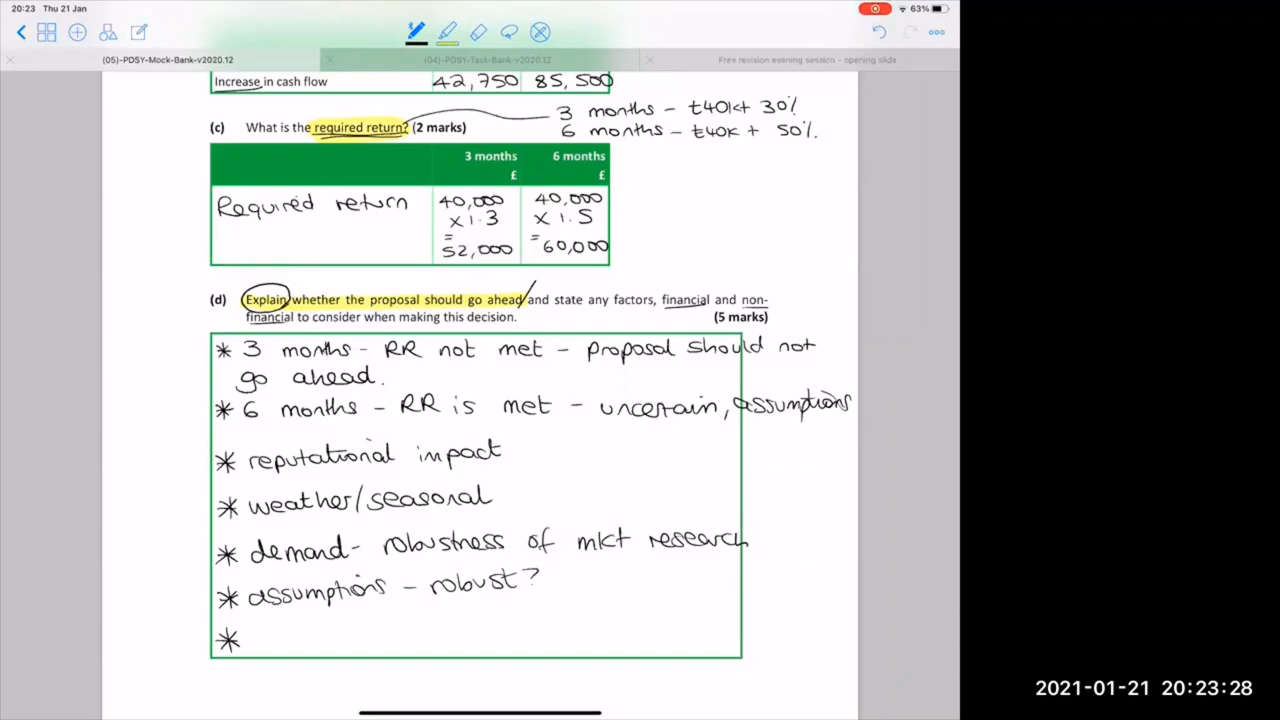 20:23 Thu 21 Jan
63%
(05)-PDSY-Mock-Bank-v2020.12
(04)-PDSY-Task-Bank-v2020.12
Free revision evening session - opening slide
Increase in cash flow 42,750 85,500
3 months - £40k + 30%
6 months - £40K + 50%.
(c) What is the required return? (2 marks)
3 months 6 months
£ £
Required return 40,000 40,000
x 1.3 x 1.5
= =
52,000 60,000
(d) Explain whether the proposal should go ahead and state any factors, financial and non-
financial to consider when making this decision. (5 marks)
* 3 months - RR not met - proposal should not
go ahead.
* 6 months - RR is met - uncertain, assumptions
* reputational impact
* weather/seasonal
* demand - robustness of mkt research
* assumptions - robust?
*
2021-01-21 20:23:28